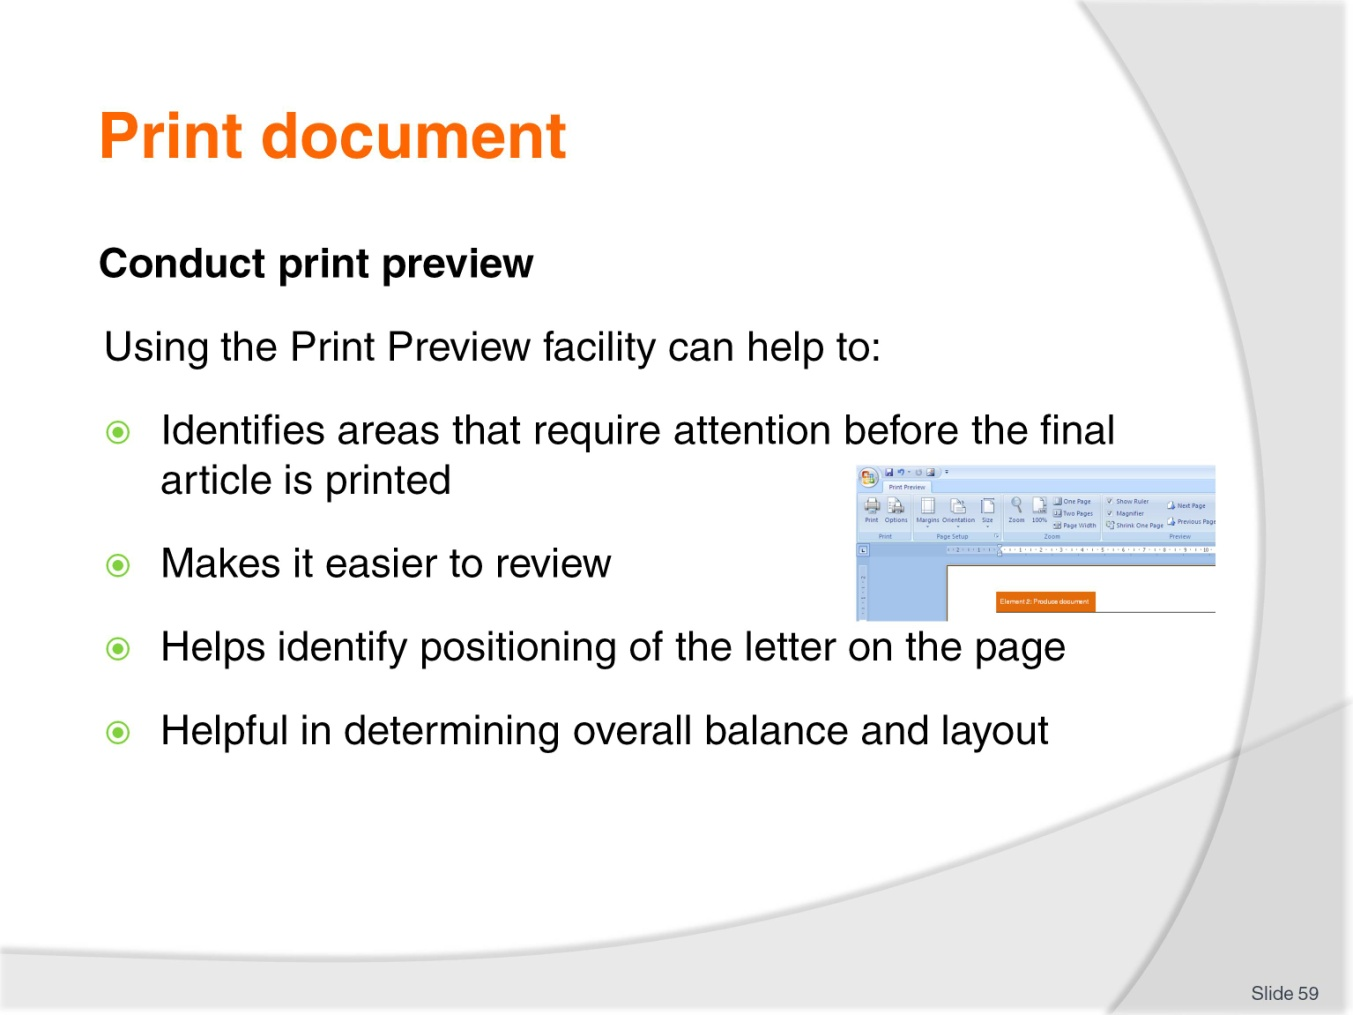 Print document
Conduct print preview
Using the Print Preview facility can help to:
Identifies areas that require attention before the final
article is printed
Makes it easier to review
Helps identify positioning of the letter on the page
Helpful in determining overall balance and layout
Print Preview
Print Options Margins Orientation Size Zoom 100% One Page Show Ruler Next Page
Two Pages Magnifier
Page Width Shrink One Page Previous Page
Print Page Setup Zoom Preview
Element 2: Produce document
Slide 59